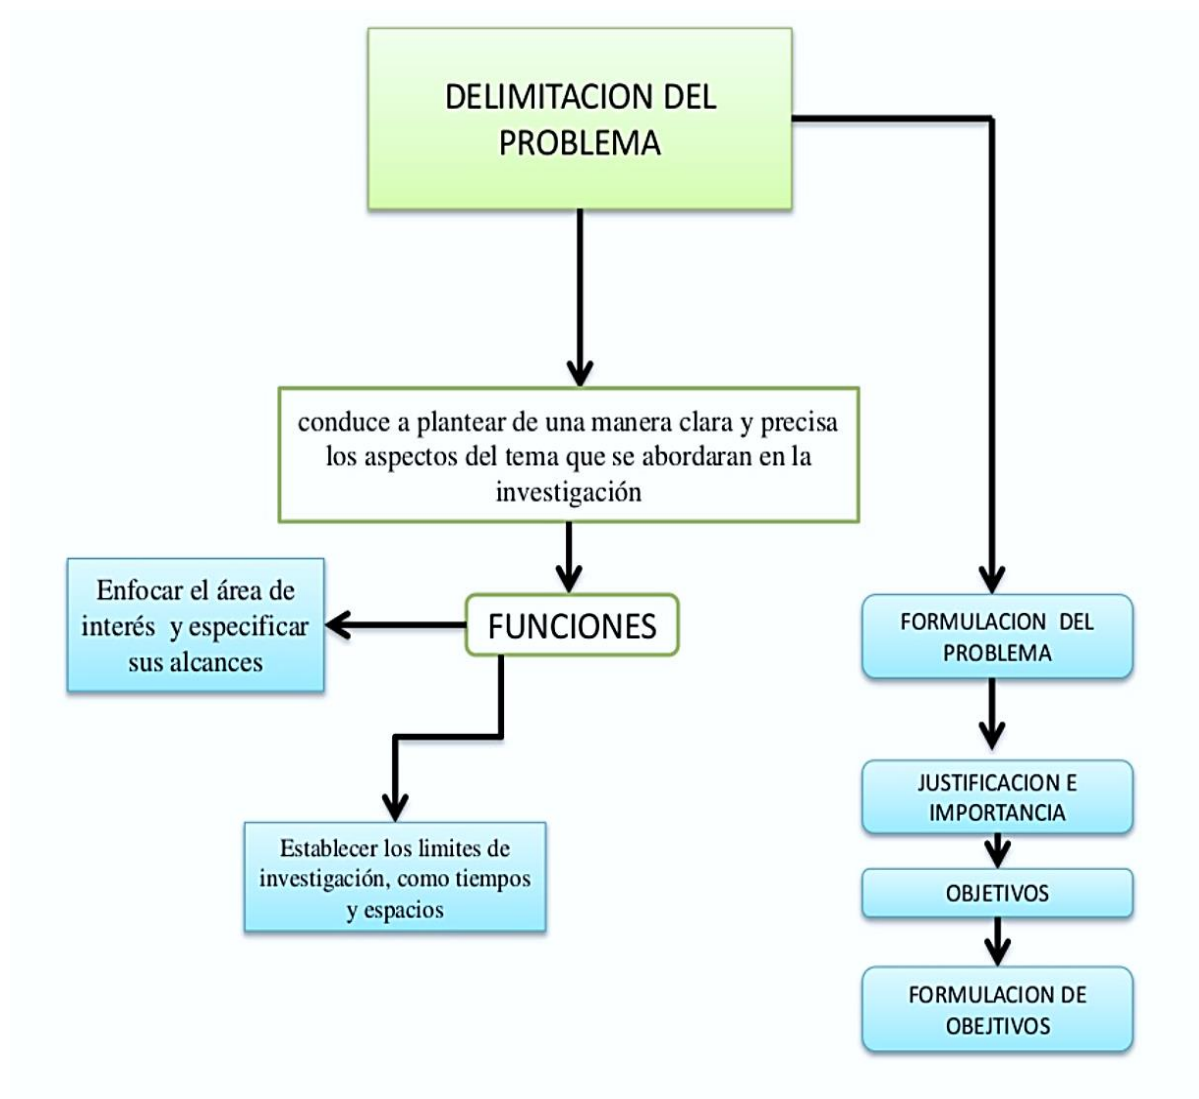 DELIMITACION DEL
PROBLEMA
conduce a plantear de una manera clara y precisa
los aspectos del tema que se abordaran en la
investigación
FUNCIONES
Enfocar el área de
interés y especificar
sus alcances
Establecer los limites de
investigación, como tiempos
y espacios
FORMULACION DEL
PROBLEMA
JUSTIFICACION E
IMPORTANCIA
OBJETIVOS
FORMULACION DE
OBEJTIVOS